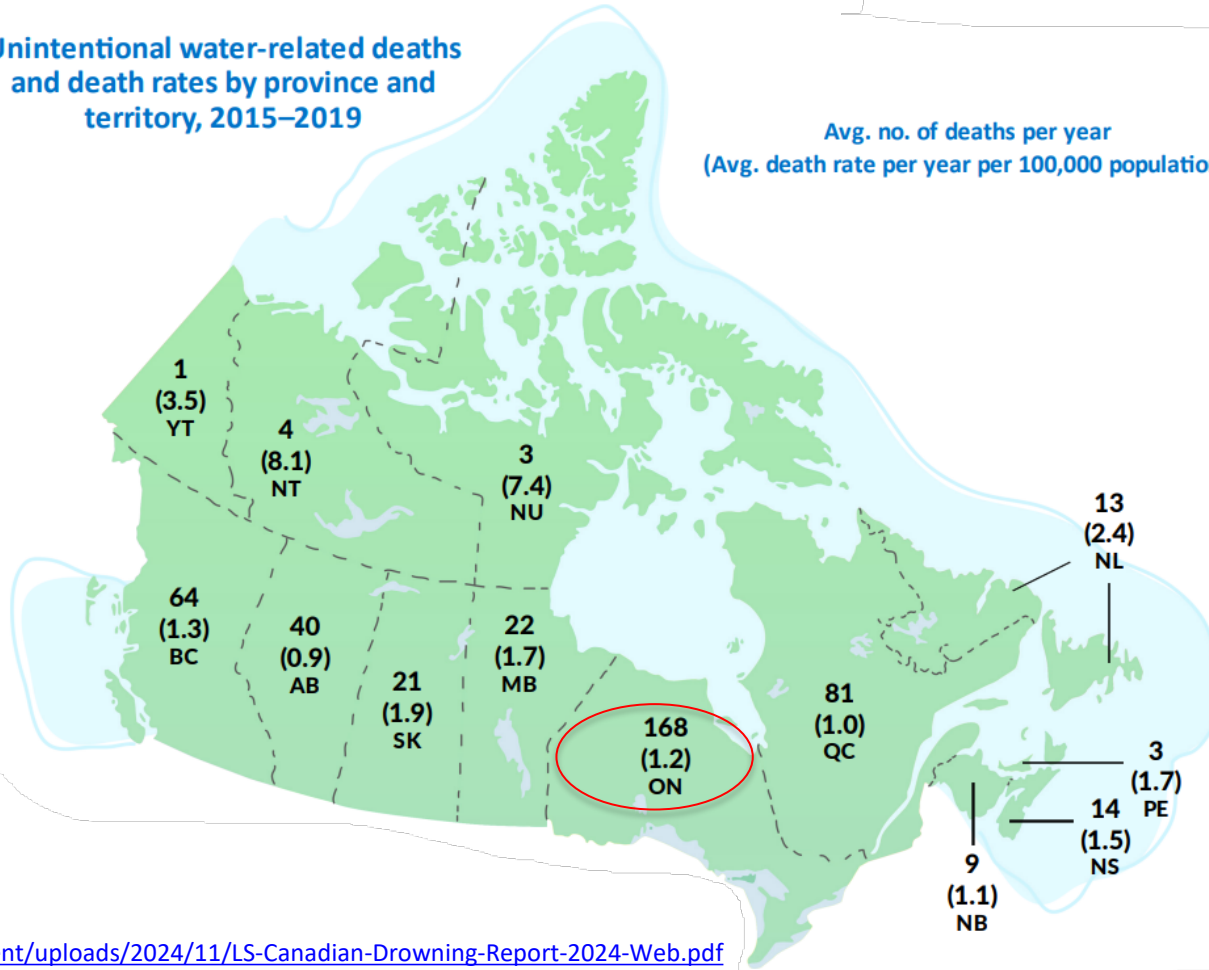 Unintentional water-related deaths
and death rates by province and
territory, 2015–2019
Avg. no. of deaths per year
(Avg. death rate per year per 100,000
1
(3.5)
YT
4
(8.1)
NT
3
(7.4)
NU
13
(2.4)
NL
64
(1.3)
BC
40
(0.9)
AB
21
(1.9)
SK
22
(1.7)
MB
168
(1.2)
ON
81
(1.0)
QC
3
(1.7)
PE
14
(1.5)
NS
9
(1.1)
NB
nt/uploads/2024/11/LS-Canadian-Drowning-Report-2024-Web.pdf